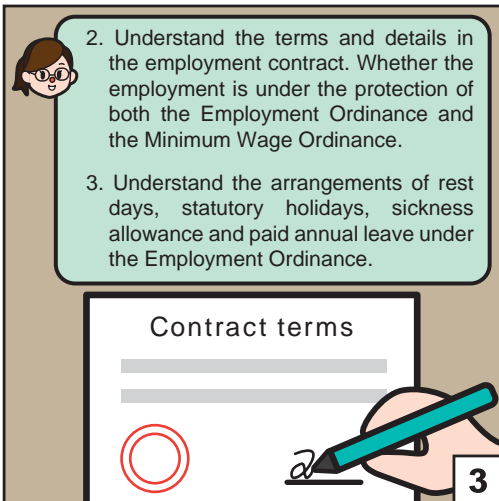 2. Understand the terms and details in
the employment contract. Whether the
employment is under the protection of
both the Employment Ordinance and
the Minimum Wage Ordinance.
3. Understand the arrangements of rest
days, statutory holidays, sickness
allowance and paid annual leave under
the Employment Ordinance.
Contract terms
3